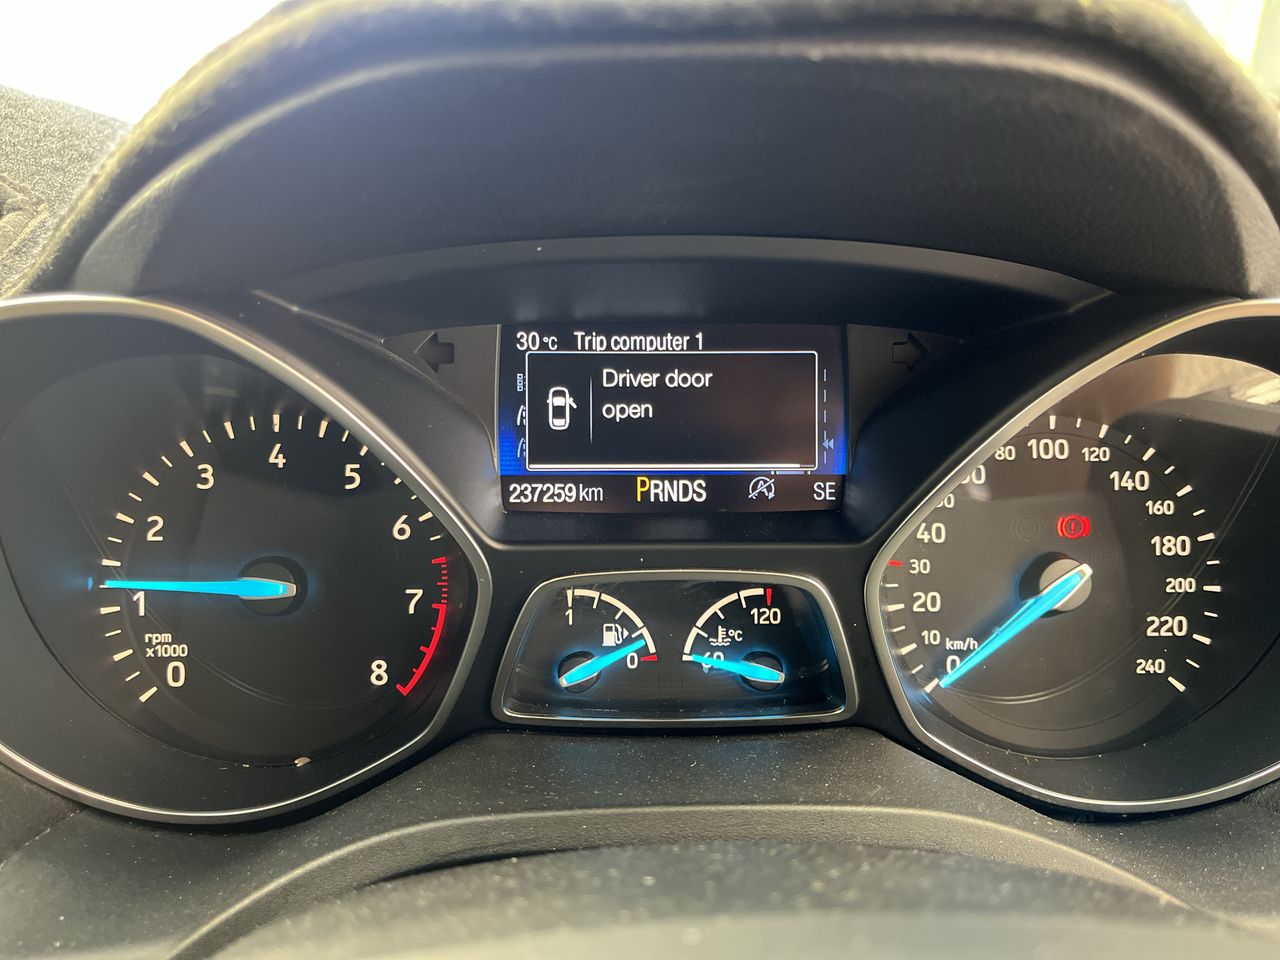 30 °C Trip computer 1
Driver door
open
237259 km PRNDS A SE
0 1 2 3 4 5 6 7 8
rpm
x1000
1 0
60 120 °C
0 10 20 30 40 80 100 120 140 160 180 200 220 240
km/h